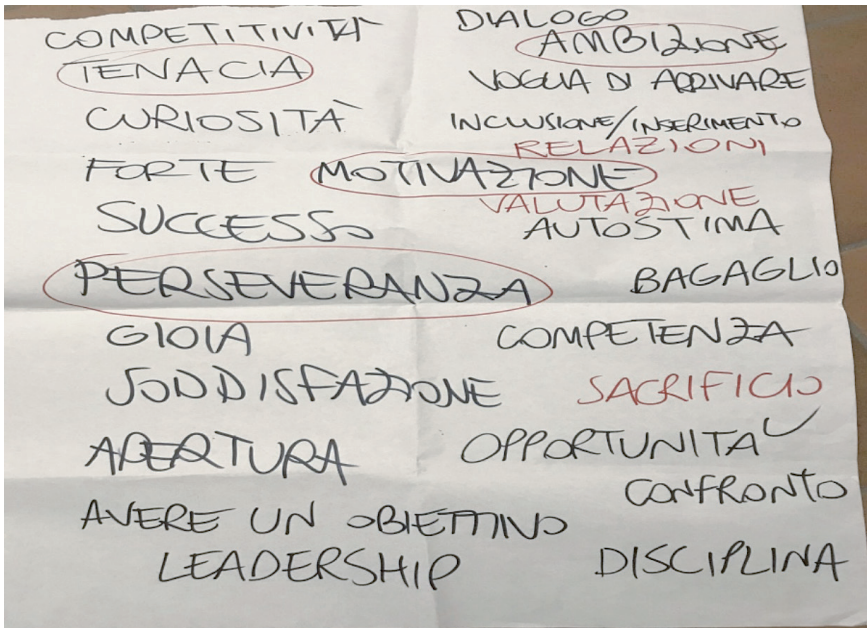 COMPETITIVITÀ
TENACIA
CURIOSITÀ
FORTE MOTIVAZIONE
SUCCESSO
PERSEVERANZA
GIOIA
SODDISFAZIONE
APERTURA
AVERE UN OBIETTIVO
LEADERSHIP
DIALOGO
AMBIZIONE
VOGLIA DI ARRIVARE
INCLUSIONE/INSERIMENTO
RELAZIONI
VALUTAZIONE
AUTOSTIMA
BAGAGLIO
COMPETENZA
SACRIFICIO
OPPORTUNITÀ
CONFRONTO
DISCIPLINA